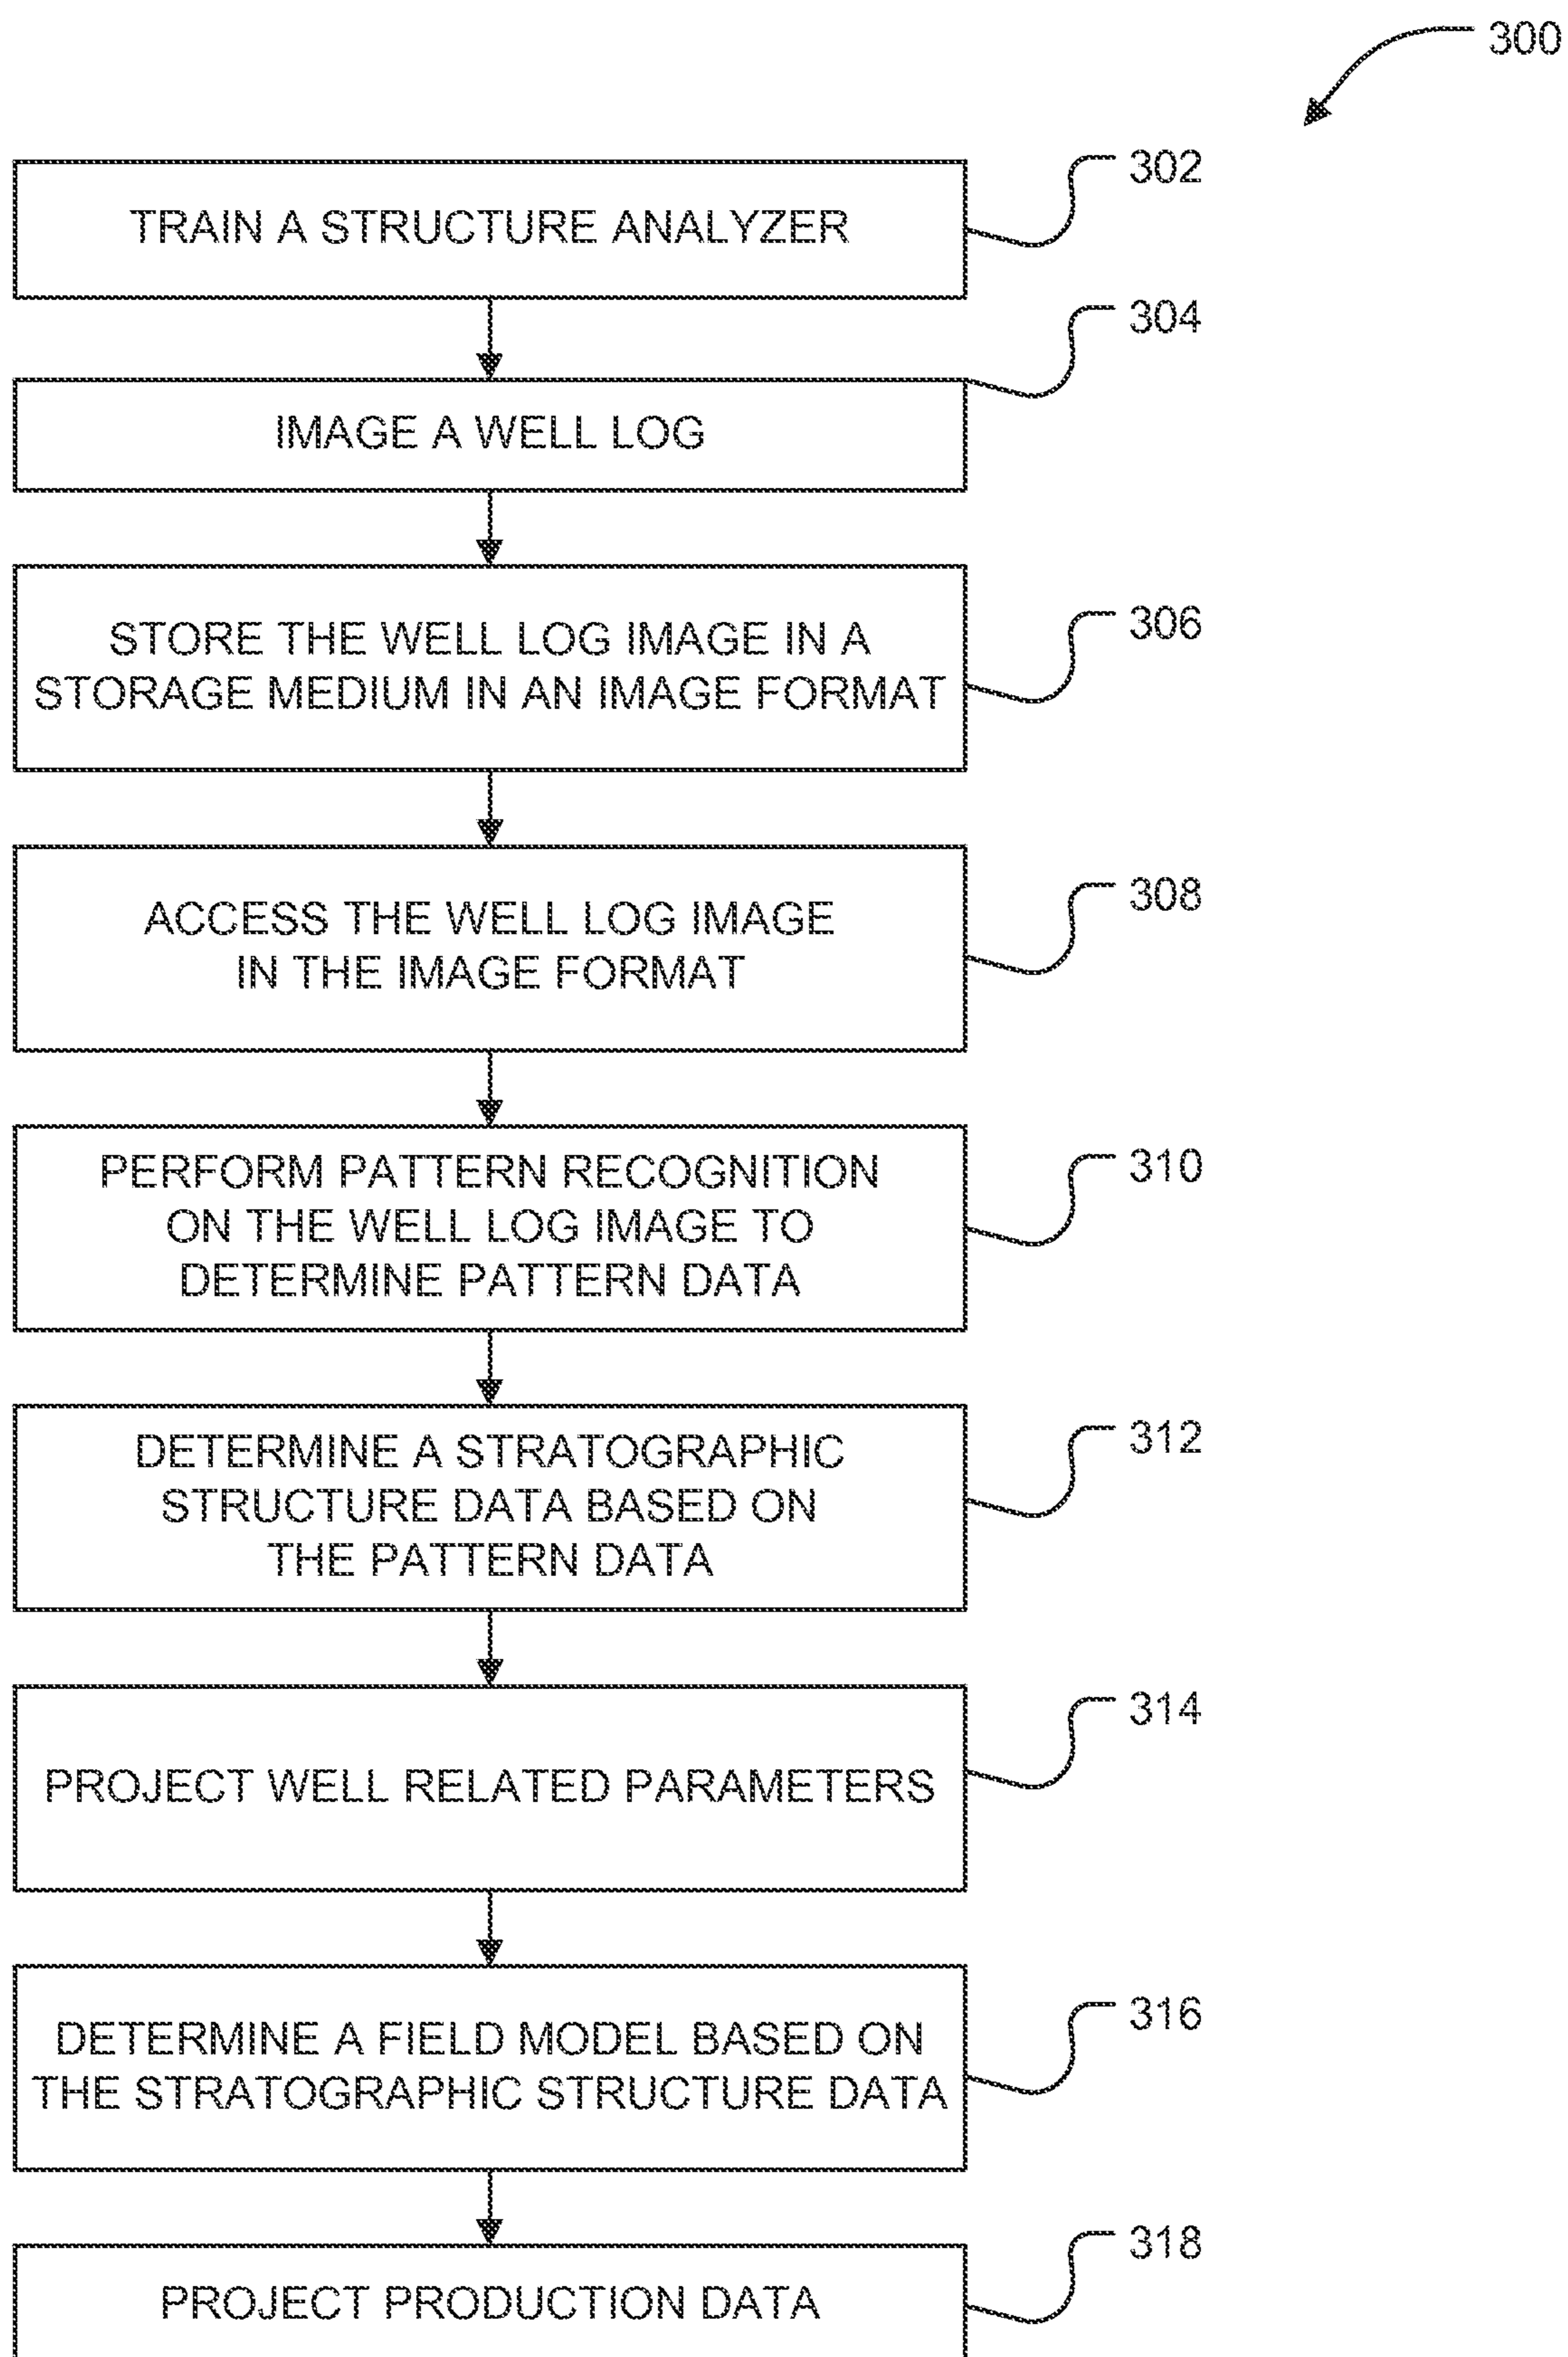 300
302
TRAIN A STRUCTURE ANALYZER
304
IMAGE A WELL LOG
306
STORE THE WELL LOG IMAGE IN A
STORAGE MEDIUM IN AN IMAGE FORMAT
308
ACCESS THE WELL LOG IMAGE
IN THE IMAGE FORMAT
310
PERFORM PATTERN RECOGNITION
ON THE WELL LOG IMAGE TO
DETERMINE PATTERN DATA
312
DETERMINE A STRATOGRAPHIC
STRUCTURE DATA BASED ON
THE PATTERN DATA
314
PROJECT WELL RELATED PARAMETERS
316
DETERMINE A FIELD MODEL BASED ON
THE STRATOGRAPHIC STRUCTURE DATA
318
PROJECT PRODUCTION DATA